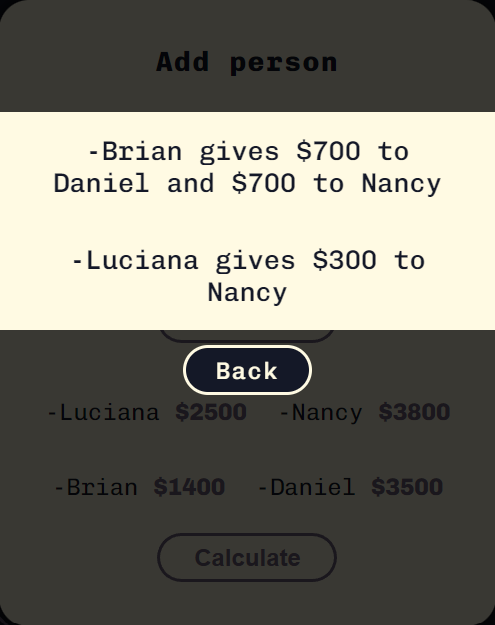 Add person
-Brian gives $700 to
Daniel and $700 to Nancy
-Luciana gives $300 to
Nancy
Back
-Luciana $2500 -Nancy $3800
-Brian $1400 -Daniel $3500
Calculate